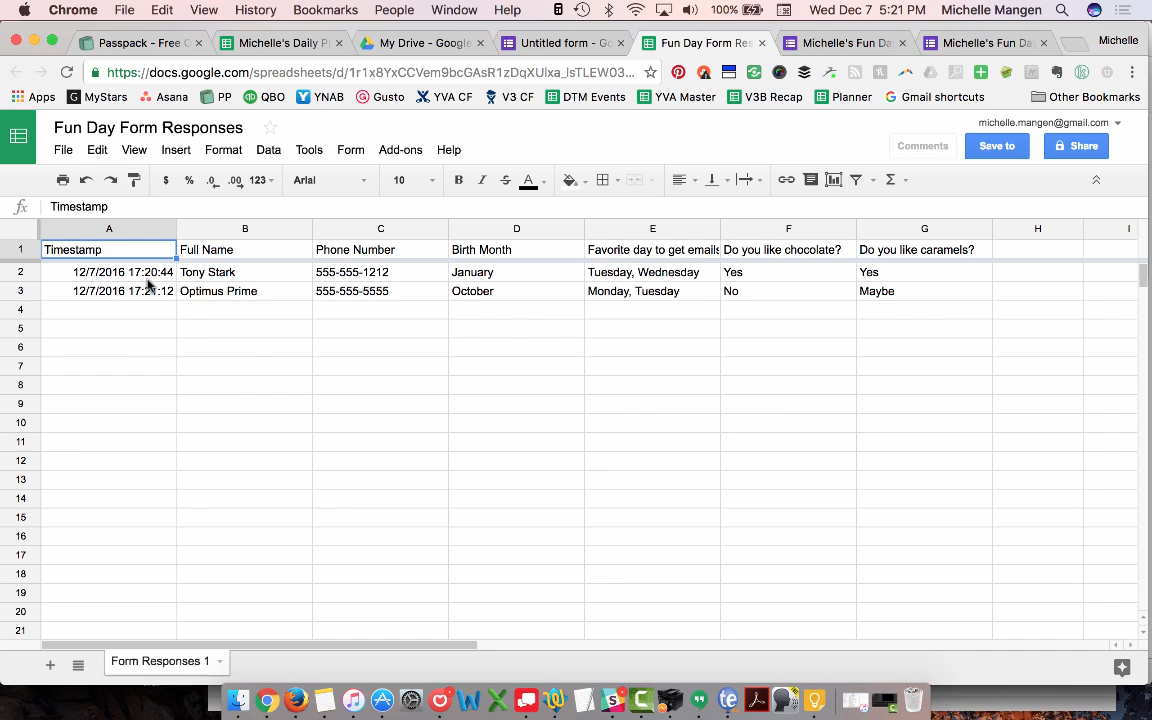 Chrome File Edit View History Bookmarks People Window Help 100% Wed Dec 7 5:21 PM Michelle Mangen
Passpack - Free O Michelle's Daily Pl My Drive - Google Untitled form - Go Fun Day Form Res Michelle's Fun Da Michelle's Fun Da Michelle
https://docs.google.com/spreadsheets/d/
Apps MyStars Asana PP QBO YNAB Gusto YVA CF V3 CF DTM Events YVA Master V3B Recap Planner Gmail shortcuts Other Bookmarks
Fun Day Form Responses michelle.mangen@gmail.com
File Edit View Insert Format Data Tools Form Add-ons Help Comments Save to Share
$ % .0 .00 123 Arial 10 B I S A Σ
fx Timestamp
A B C D E F G H I
1 Timestamp Full Name Phone Number Birth Month Favorite day to get emails Do you like chocolate? Do you like caramels?
2 12/7/2016 17:20:44 Tony Stark 555-555-1212 January Tuesday, Wednesday Yes Yes
3 12/7/2016 17:21:12 Optimus Prime 555-555-5555 October Monday, Tuesday No Maybe
4
5
6
7
8
9
10
11
12
13
14
15
16
17
18
19
20
21
+ Form Responses 1